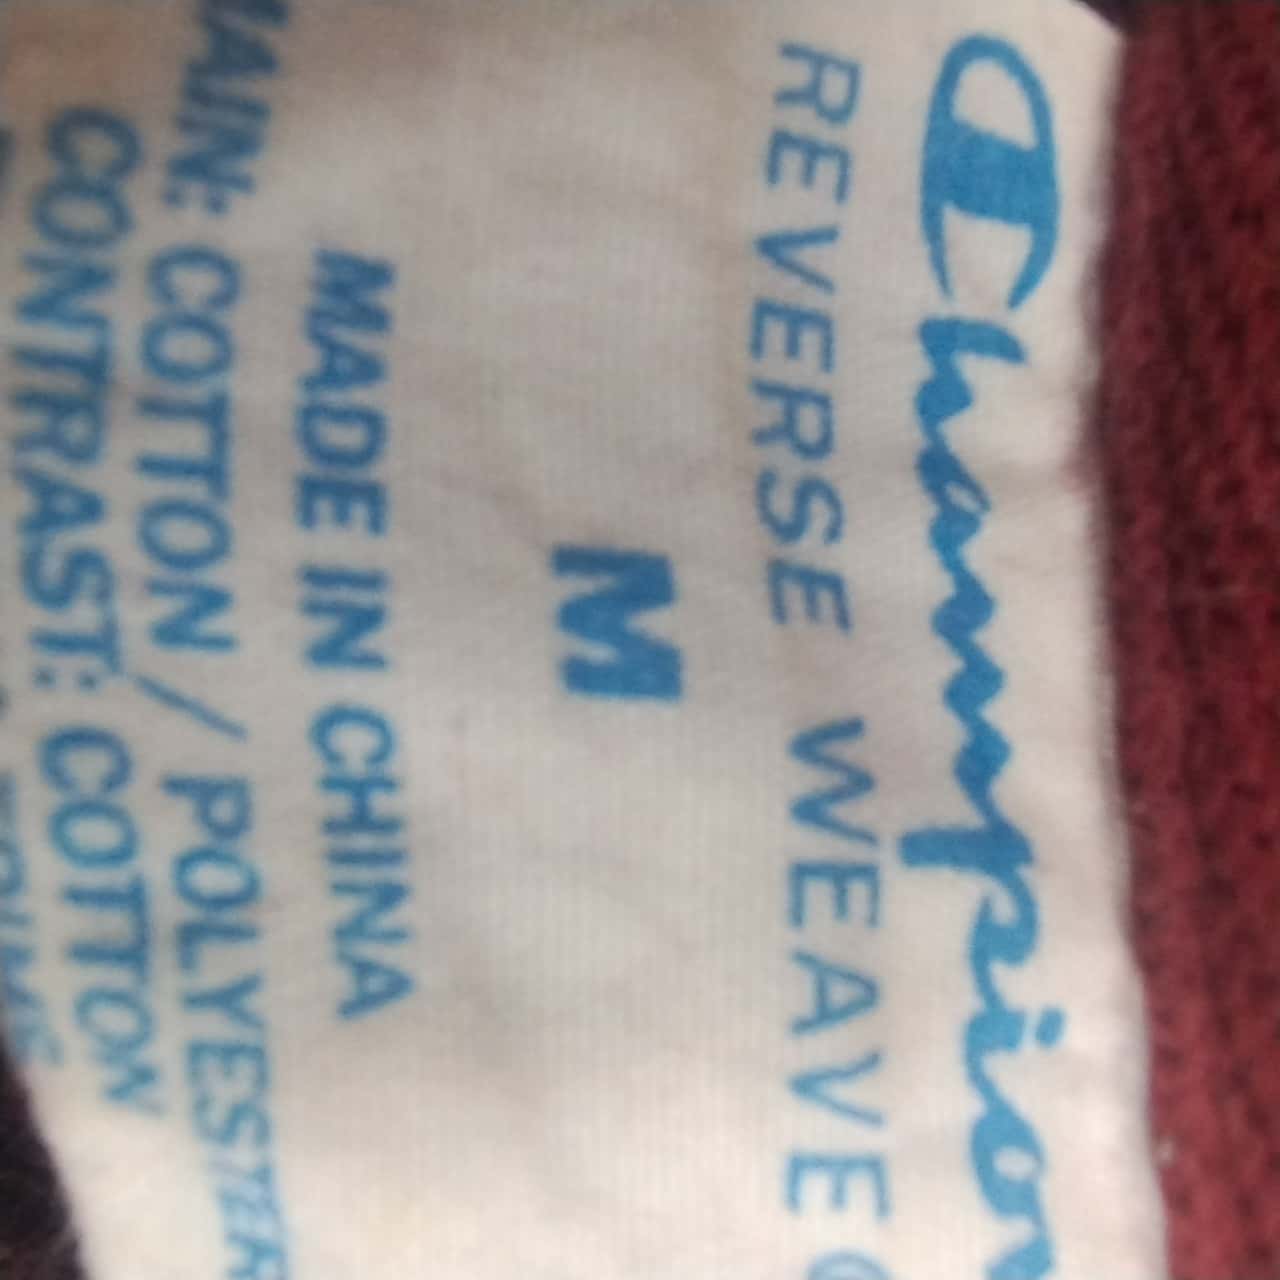 Champion
REVERSE WEAVE®
M
MADE IN CHINA
MAIN: COTTON / POLYESTER
CONTRAST: COTTON